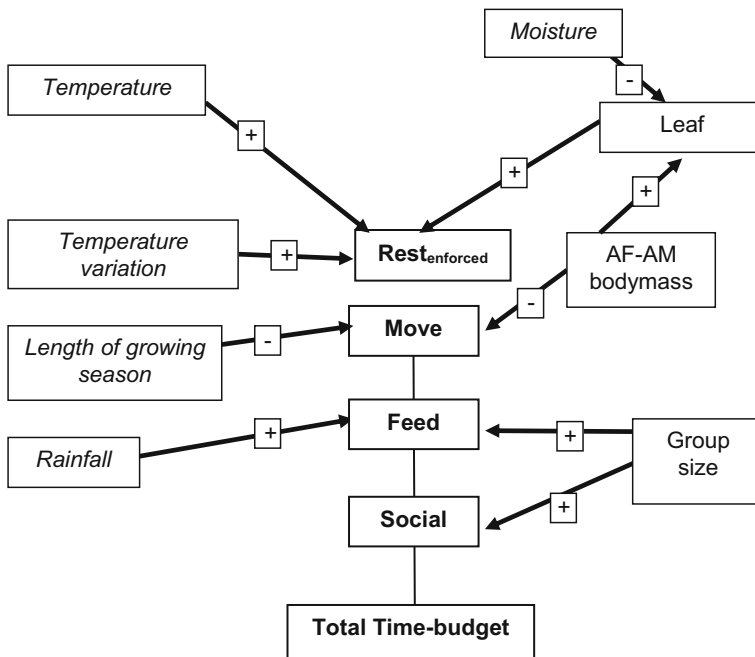 Moisture
-
Temperature
+
Leaf
+
+
Temperature
variation
+
Rest enforced
AF-AM
bodymass
-
Length of growing
season
-
Move
Rainfall
+
Feed
+
Group
size
+
Social
Total Time-budget